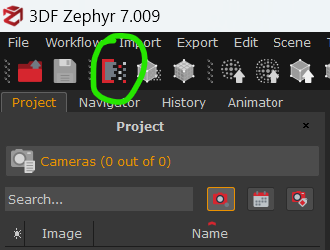 3DF Zephyr 7.009
File Workflow Import Export Edit Scene
Project Navigator History Animator
Project
Cameras (0 out of 0)
Search...
Image Name